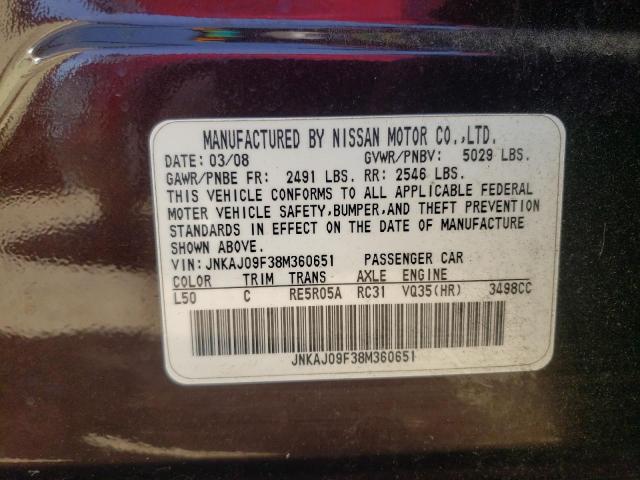 MANUFACTURED BY NISSAN MOTOR CO.,LTD.
DATE: 03/08 GVWR/PNBV: 5029 LBS.
GAWR/PNBE FR: 2491 LBS. RR: 2546 LBS.
THIS VEHICLE CONFORMS TO ALL APPLICABLE FEDERAL
MOTOR VEHICLE SAFETY,BUMPER,AND THEFT PREVENTION
STANDARDS IN EFFECT ON THE DATE OF MANUFACTURE
SHOWN ABOVE.
VIN: JNKAJ09F38M360651 PASSENGER CAR
COLOR TRIM TRANS AXLE ENGINE
L50 C RE5R05A RC31 VQ35(HR) 3498CC
JNKAJ09F38M360651